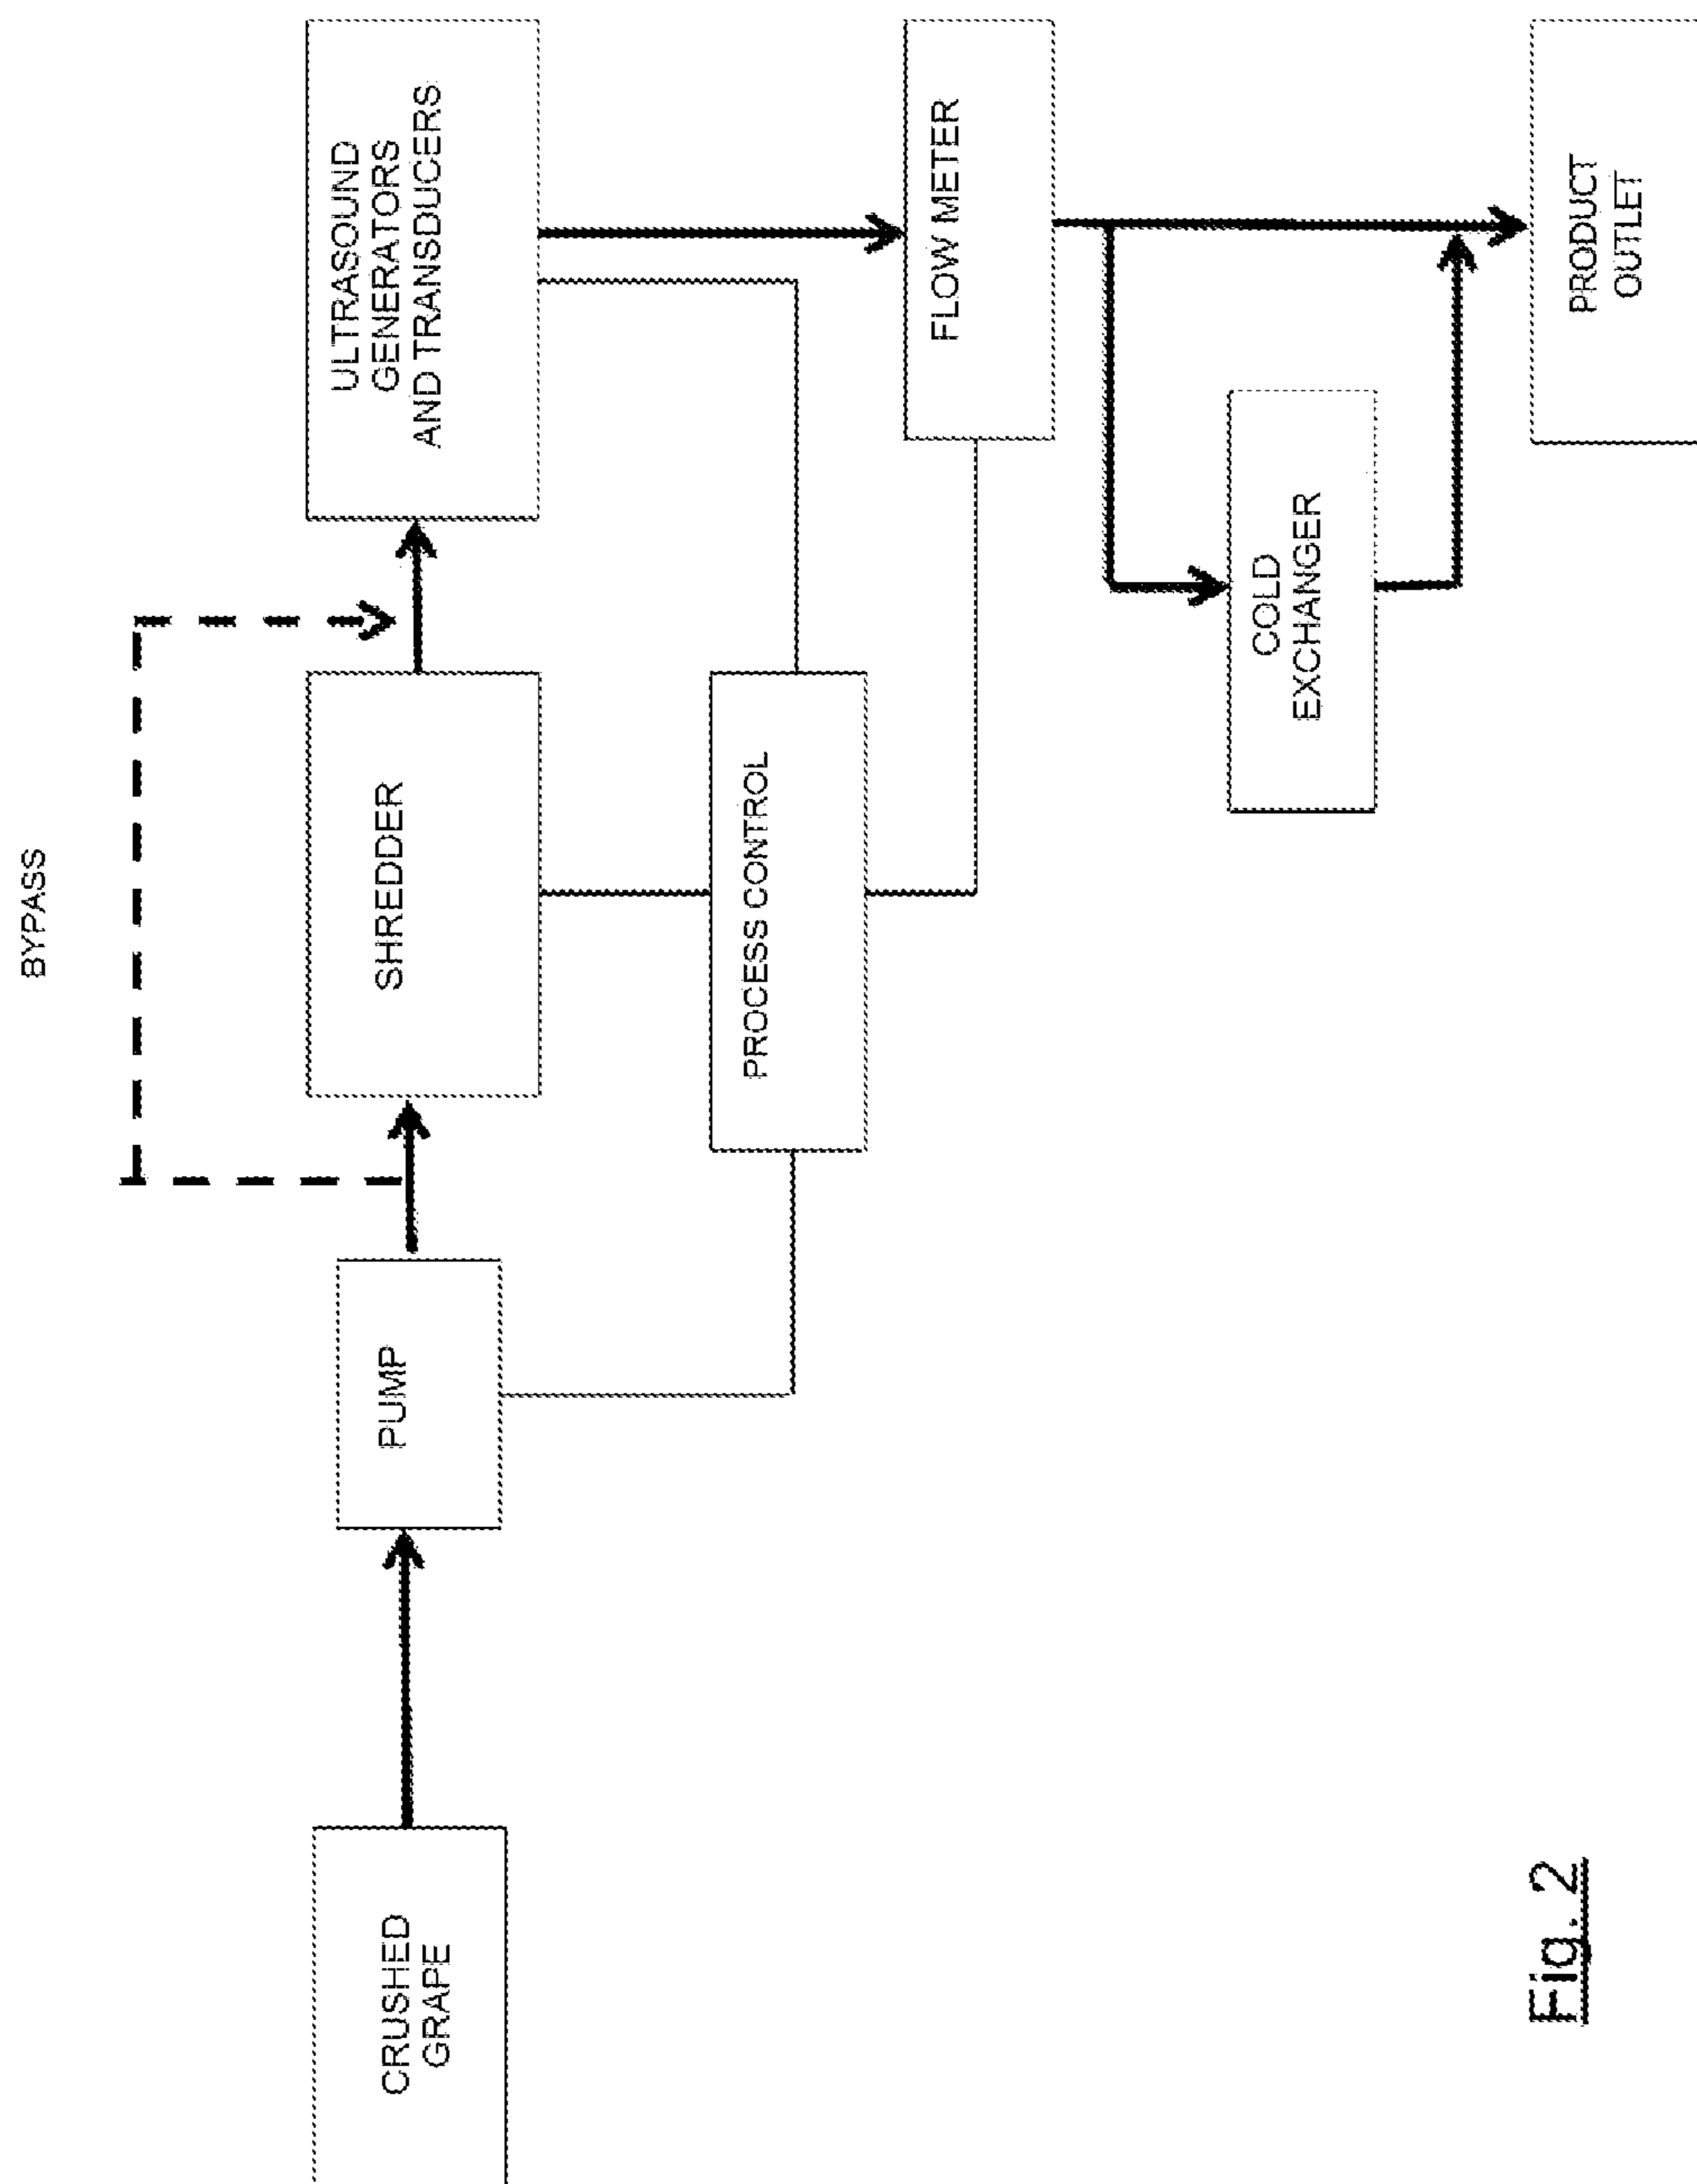 BYPASS
CRUSHED
GRAPE
PUMP
SHREDDER
ULTRASOUND
GENERATORS
AND TRANSDUCERS
PROCESS CONTROL
FLOW METER
COLD
EXCHANGER
PRODUCT
OUTLET
Fig. 2